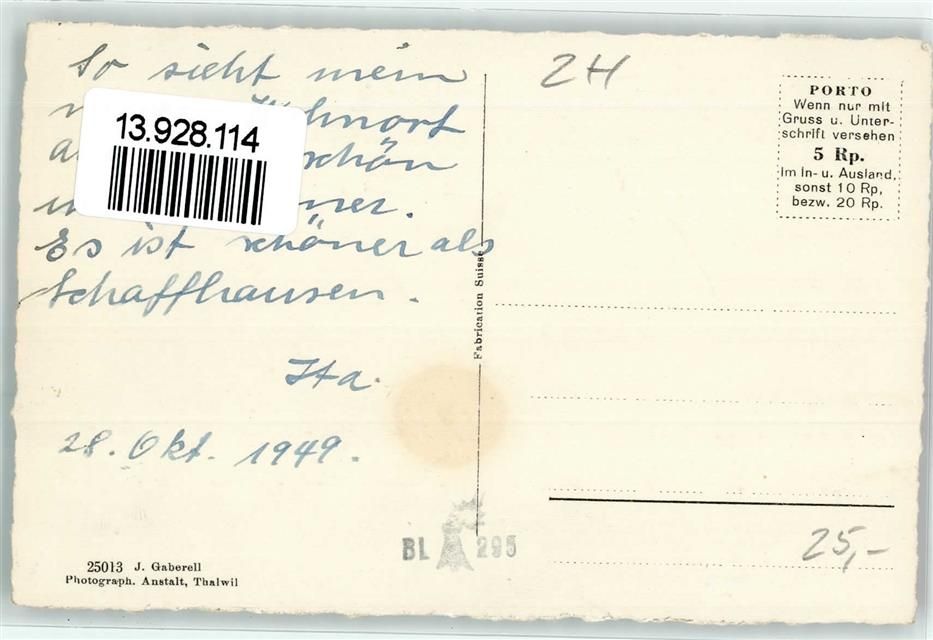 So sieht mein
Wohnort
schön
Es ist schöner als
Schaffhausen.
Ita.
28. Okt. 1949.
13.928.114
25013 J. Gaberell
Photograph. Anstalt, Thalwil
Fabrication Suisse
BL 295
ZH
PORTO
Wenn nur mit
Gruss u. Unter-
schrift versehen
5 Rp.
im In- u. Ausland,
sonst 10 Rp,
bezw. 20 Rp.
25,-